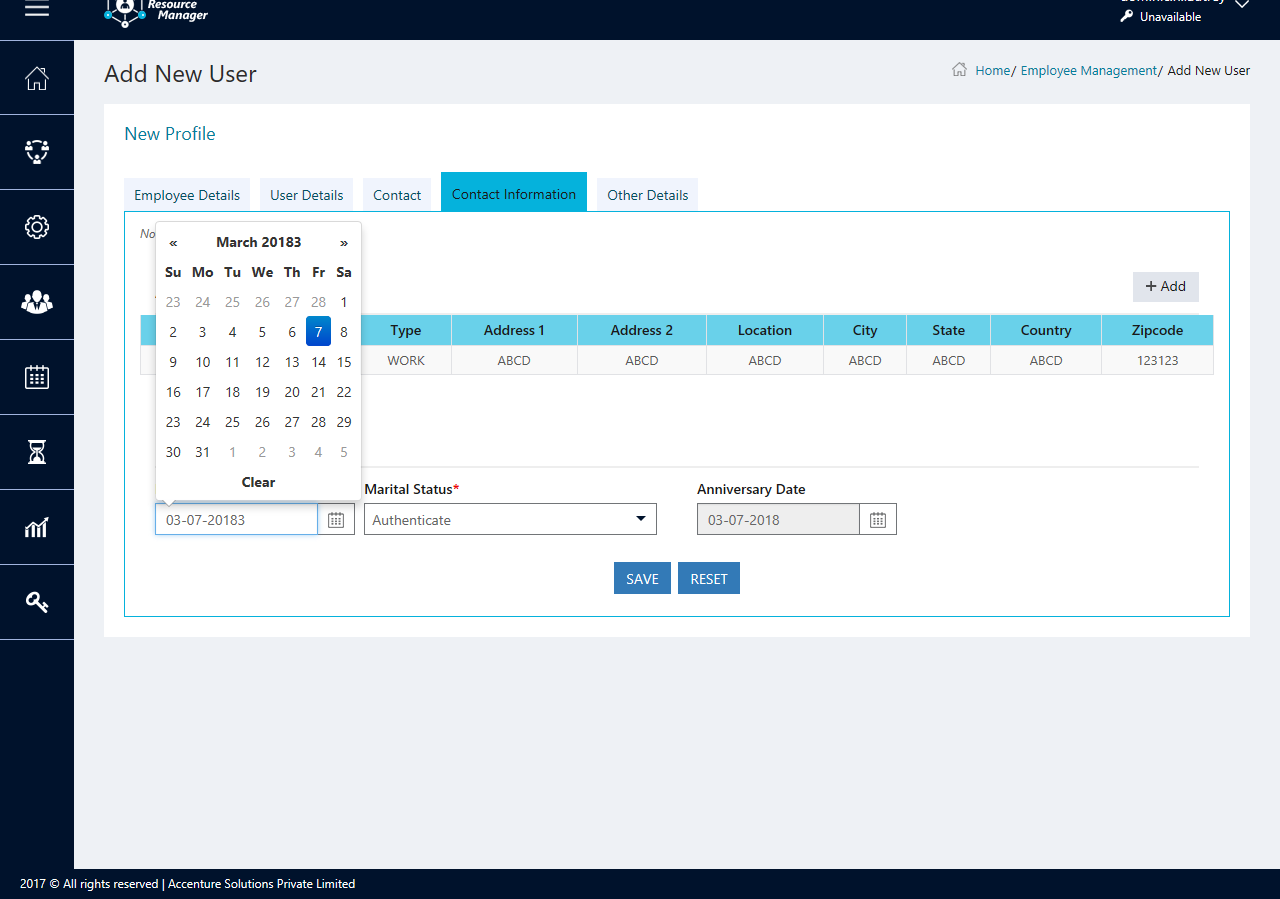 Resource
Manager
Unavailable
Add New User
Home/ Employee Management/ Add New User
New Profile
Employee Details User Details Contact Contact Information Other Details
No
« March 20183 »
Su Mo Tu We Th Fr Sa
23 24 25 26 27 28 1
2 3 4 5 6 7 8
9 10 11 12 13 14 15
16 17 18 19 20 21 22
23 24 25 26 27 28 29
30 31 1 2 3 4 5
Clear
+ Add
Type Address 1 Address 2 Location City State Country Zipcode
WORK ABCD ABCD ABCD ABCD ABCD ABCD 123123
Marital Status* Anniversary Date
03-07-20183 Authenticate 03-07-2018
SAVE RESET
2017 © All rights reserved | Accenture Solutions Private Limited